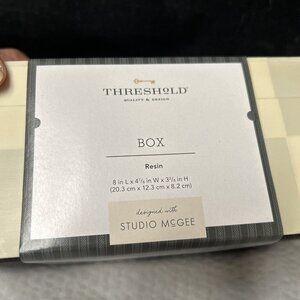 THRESHOLD
QUALITY & DESIGN
BOX
Resin
8 in L x 4⅞ in W x 3¼ in H
(20.3 cm x 12.3 cm x 8.2 cm)
designed with
STUDIO McGEE